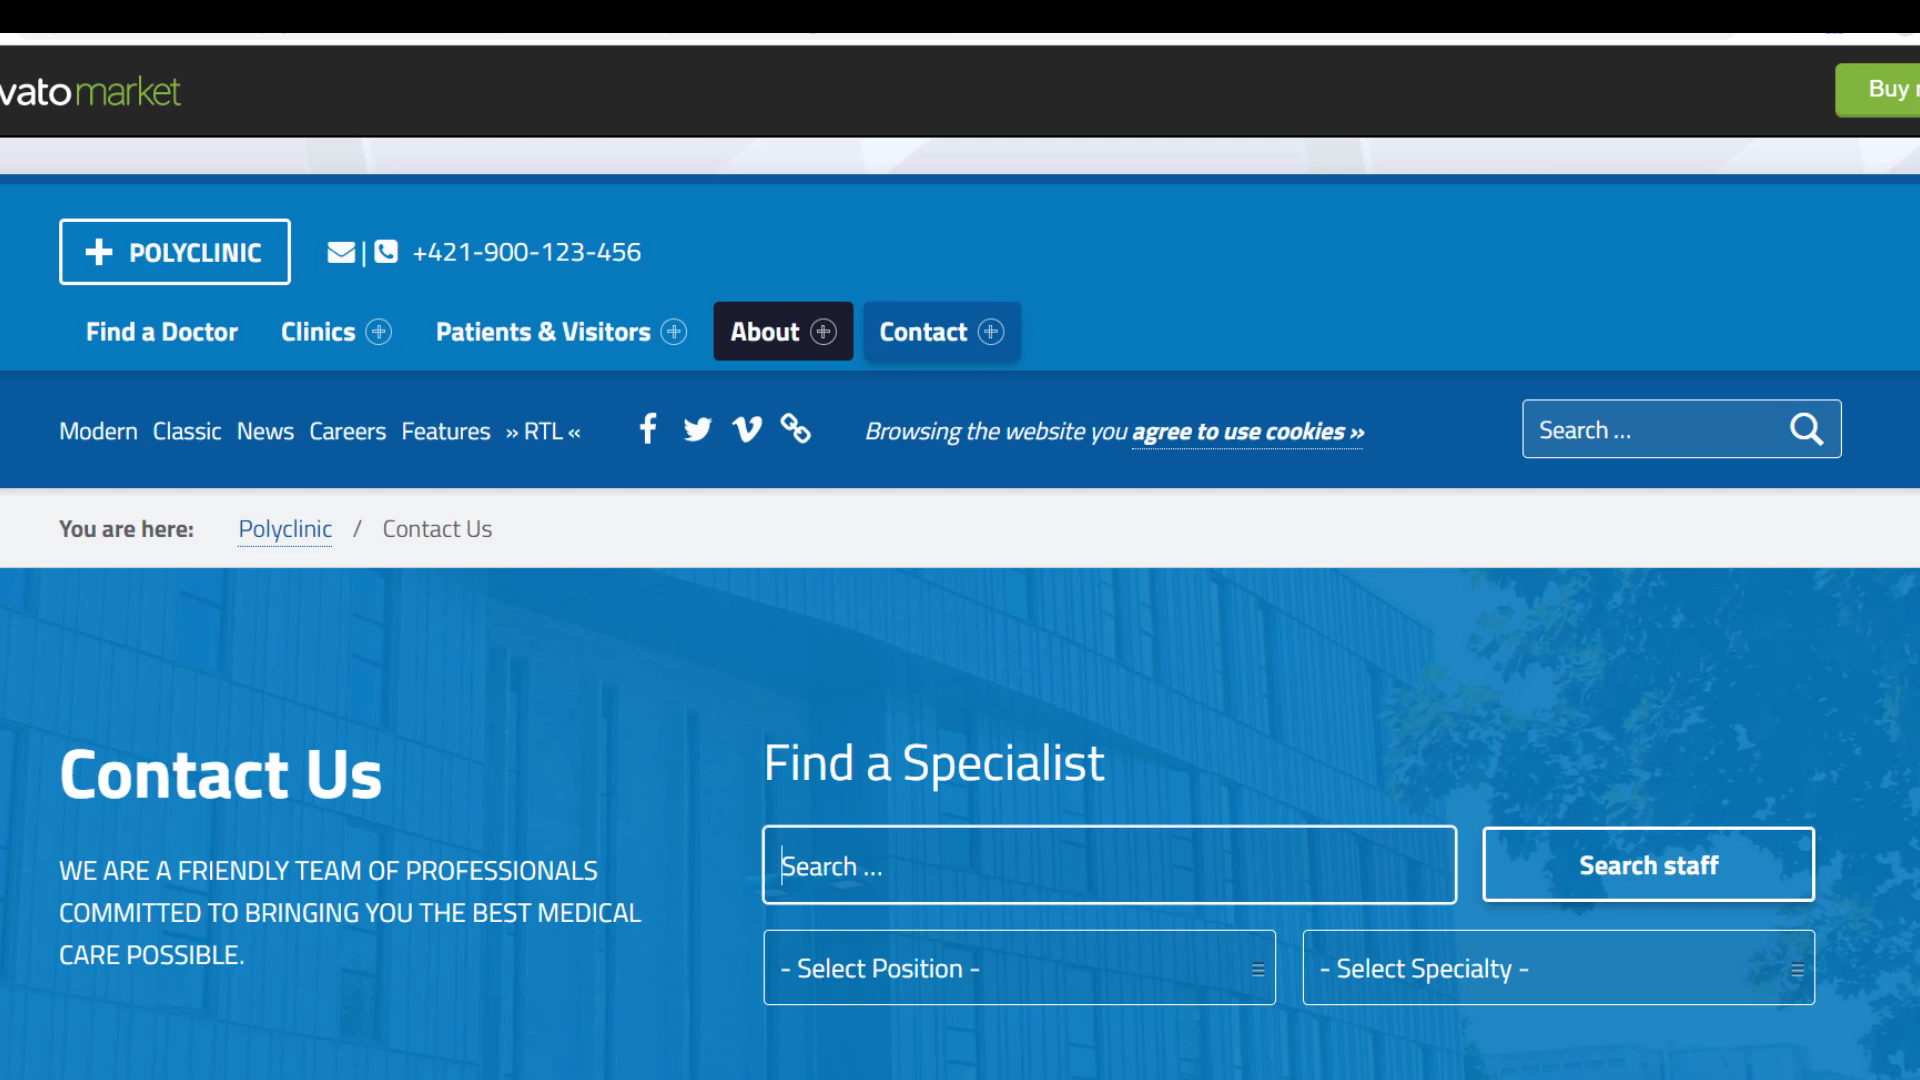 vatomarket
Buy
+ POLYCLINIC | +421-900-123-456
Find a Doctor Clinics Patients & Visitors About Contact
Modern Classic News Careers Features » RTL « Browsing the website you agree to use cookies » Search ...
You are here: Polyclinic / Contact Us
Contact Us
WE ARE A FRIENDLY TEAM OF PROFESSIONALS
COMMITTED TO BRINGING YOU THE BEST MEDICAL
CARE POSSIBLE.
Find a Specialist
Search ... Search staff
- Select Position - - Select Specialty -